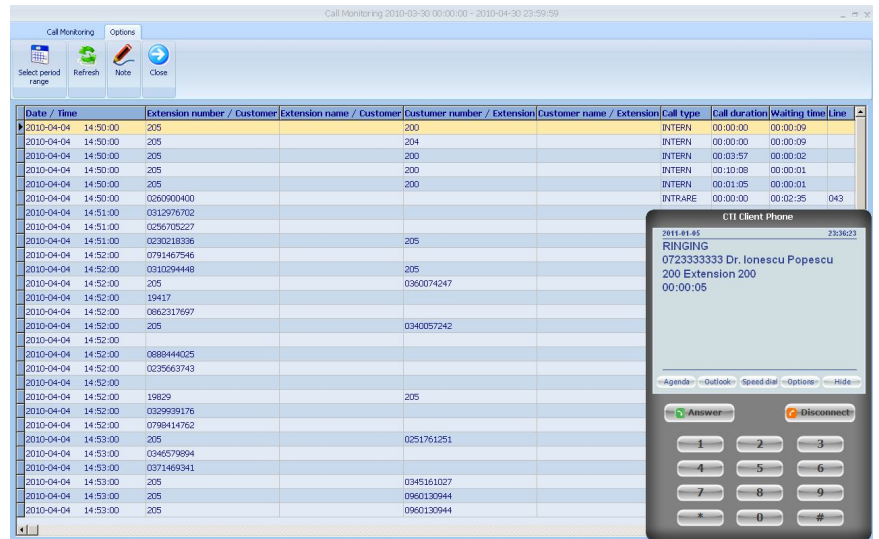 Call Monitoring 2010-03-30 00:00:00 - 2010-04-30 23:59:59
Call Monitoring Options
Select period range Refresh Note Close
Date / Time Extension number / Customer Extension name / Customer Custumer number / Extension Customer name / Extension Call type Call duration Waiting time Line
2010-04-04 14:50:00 205 200 INTERN 00:00:00 00:00:09
2010-04-04 14:50:00 205 204 INTERN 00:00:00 00:00:09
2010-04-04 14:50:00 205 200 INTERN 00:03:57 00:00:02
2010-04-04 14:50:00 205 200 INTERN 00:10:08 00:00:01
2010-04-04 14:50:00 205 200 INTERN 00:01:05 00:00:01
2010-04-04 14:50:00 0260900400 INTRARE 00:00:00 00:02:35 043
2010-04-04 14:51:00 0312976702
2010-04-04 14:51:00 0256705227
2010-04-04 14:51:00 0230218336 205
2010-04-04 14:52:00 0791467546
2010-04-04 14:52:00 0310294448 205
2010-04-04 14:52:00 205 0360074247
2010-04-04 14:52:00 19417
2010-04-04 14:52:00 0862317697
2010-04-04 14:52:00 205 0340057242
2010-04-04 14:52:00
2010-04-04 14:52:00 0888444025
2010-04-04 14:52:00 0235663743
2010-04-04 14:52:00
2010-04-04 14:52:00 19829 205
2010-04-04 14:52:00 0329939176
2010-04-04 14:52:00 0798414762
2010-04-04 14:53:00 205 0251761251
2010-04-04 14:53:00 0346579894
2010-04-04 14:53:00 0371469341
2010-04-04 14:53:00 205 0345161027
2010-04-04 14:53:00 205 0960130944
2010-04-04 14:53:00 205 0960130944
CTI Client Phone
2011-01-05 23:36:23
RINGING
0723333333 Dr. Ionescu Popescu
200 Extension 200
00:00:05
Agenda Outlook Speed dial Options Hide
Answer Disconnect
1 2 3
4 5 6
7 8 9
* 0 #